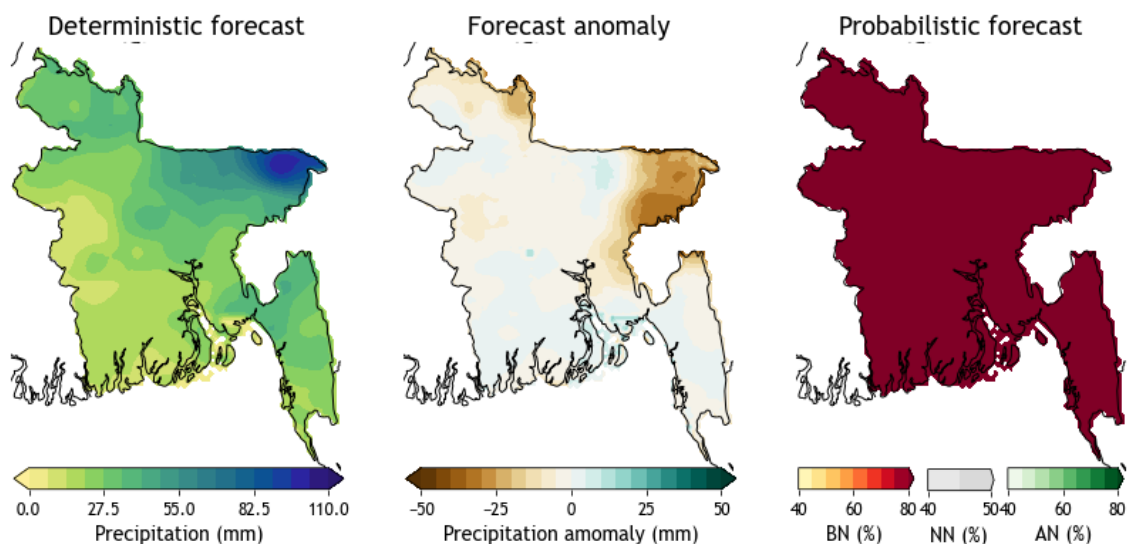 Deterministic forecast
Forecast anomaly
Probabilistic forecast
0.0 27.5 55.0 82.5 110.0
Precipitation (mm)
−50 −25 0 25 50
Precipitation amomaly (mm)
40 60 80
BN (%)
40 50
NN (%)
40 60 80
AN (%)